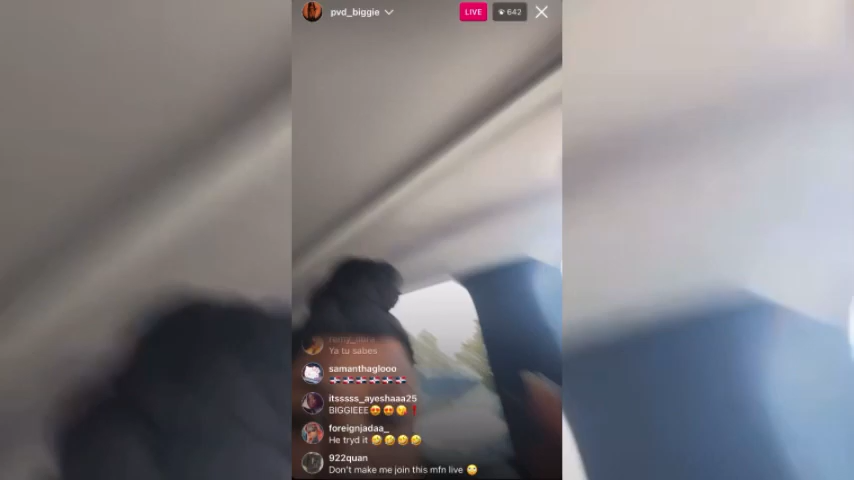 pvd_biggie
LIVE
642
Ya tu sabes
samanthaglooo
🇩🇴🇩🇴🇩🇴🇩🇴🇩🇴🇩🇴
itsssss_ayeshaaa25
BIGGIEEE😍😍😘❗
foreignjadaa_
He tryd it 🤣🤣🤣🤣
922quan
Don't make me join this mfn live 🙄